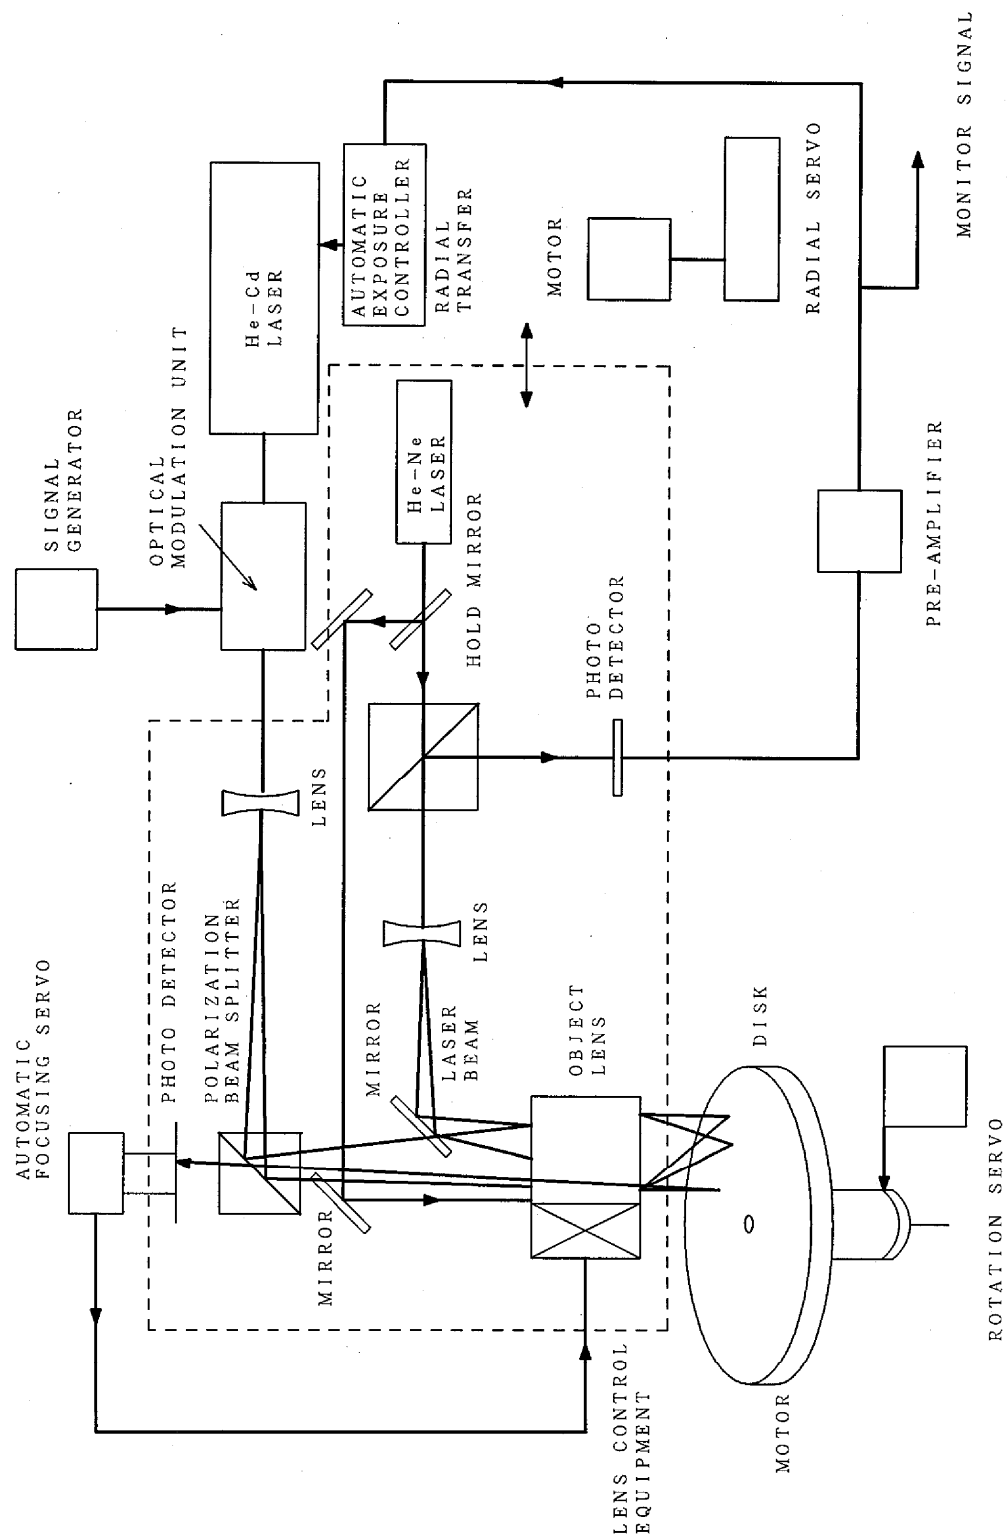 SIGNAL
GENERATOR
OPTICAL
MODULATION UNIT
He-Cd
LASER
AUTOMATIC
EXPOSURE
CONTROLLER
RADIAL
TRANSFER
MOTOR
RADIAL SERVO
MONITOR SIGNAL
He-Ne
LASER
HOLD MIRROR
PHOTO
DETECTOR
PRE-AMPLIFIER
LENS
LENS
AUTOMATIC
FOCUSING SERVO
PHOTO DETECTOR
POLARIZATION
BEAM SPLITTER
MIRROR
LASER
BEAM
OBJECT
LENS
DISK
MIRROR
LENS CONTROL
EQUIPMENT
MOTOR
ROTATION SERVO